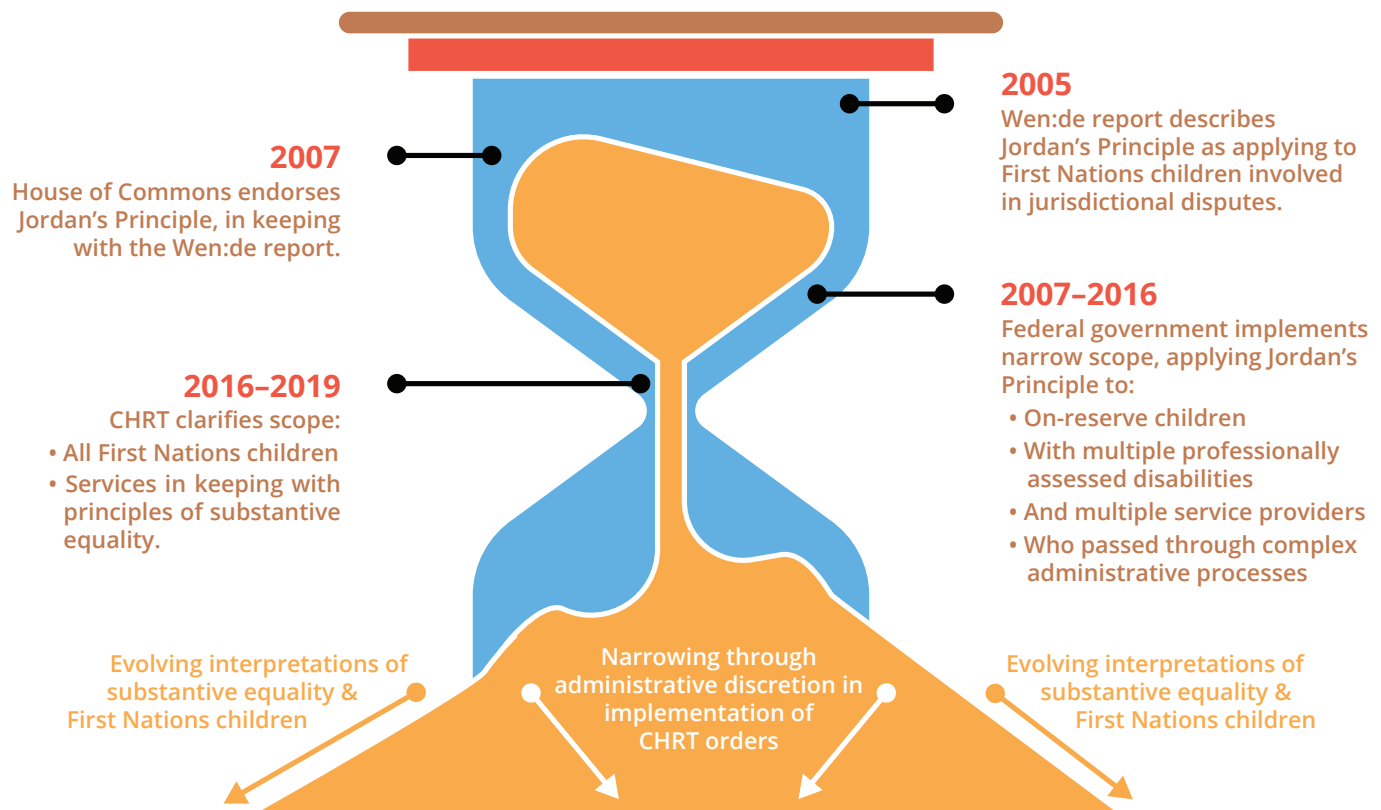 2005
Wen:de report describes
Jordan’s Principle as applying to
First Nations children involved
in jurisdictional disputes.
2007
House of Commons endorses
Jordan’s Principle, in keeping
with the Wen:de report.
2007–2016
Federal government implements
narrow scope, applying Jordan’s
Principle to:
• On-reserve children
• With multiple professionally
assessed disabilities
• And multiple service providers
• Who passed through complex
administrative processes
2016–2019
CHRT clarifies scope:
• All First Nations children
• Services in keeping with
principles of substantive
equality.
Evolving interpretations of
substantive equality &
First Nations children
Narrowing through
administrative discretion in
implementation of
CHRT orders
Evolving interpretations of
substantive equality &
First Nations children